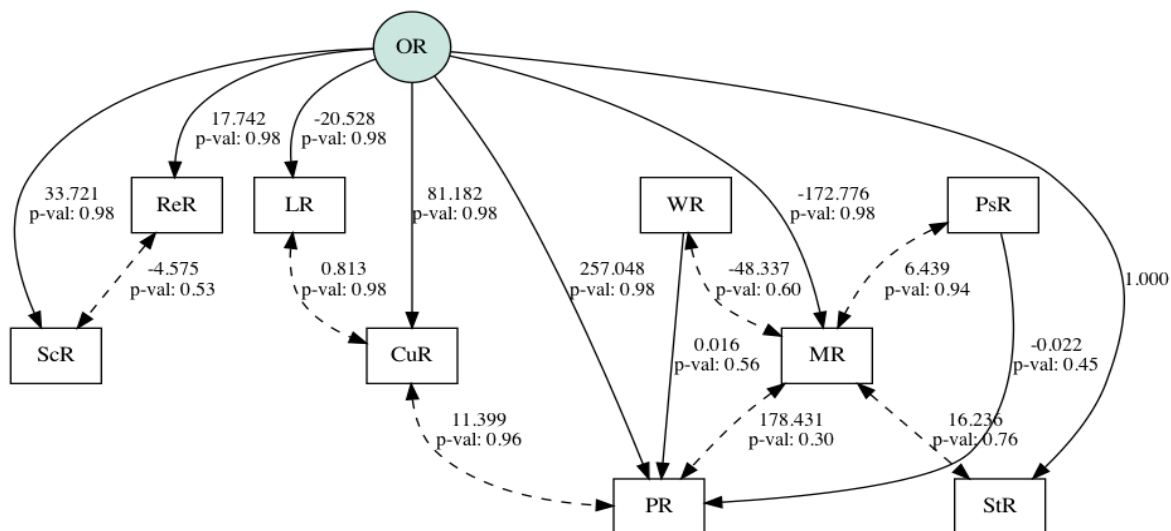 OR
17.742
p-val: 0.98
-20.528
p-val: 0.98
33.721
p-val: 0.98
ReR
LR
81.182
p-val: 0.98
WR
-172.776
p-val: 0.98
PsR
-4.575
p-val: 0.53
0.813
p-val: 0.98
257.048
p-val: 0.98
-48.337
p-val: 0.60
6.439
p-val: 0.94
1.000
ScR
CuR
0.016
p-val: 0.56
MR
-0.022
p-val: 0.45
11.399
p-val: 0.96
178.431
p-val: 0.30
16.236
p-val: 0.76
PR
StR